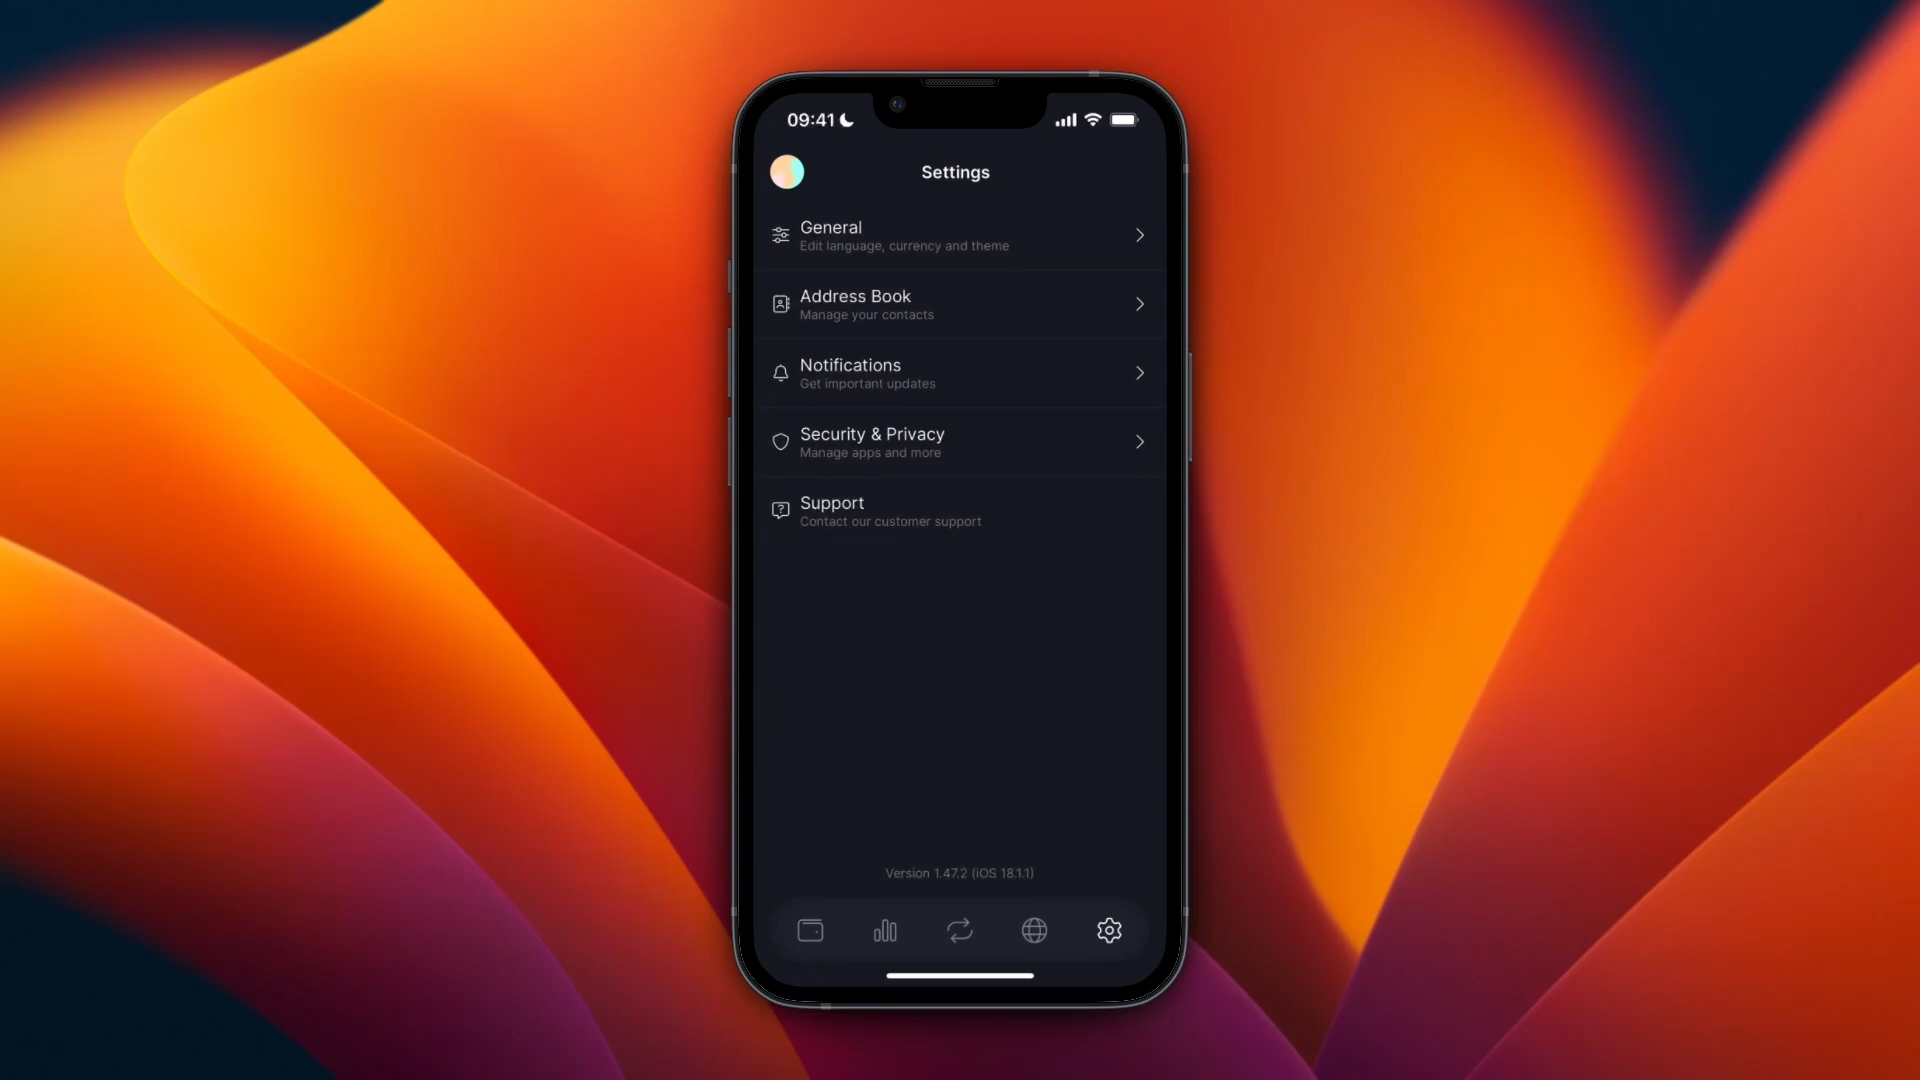 09:41
Settings
General
Edit language, currency and theme
Address Book
Manage your contacts
Notifications
Get important updates
Security & Privacy
Manage apps and more
Support
Contact our customer support
Version 1.47.2 (iOS 18.1.1)